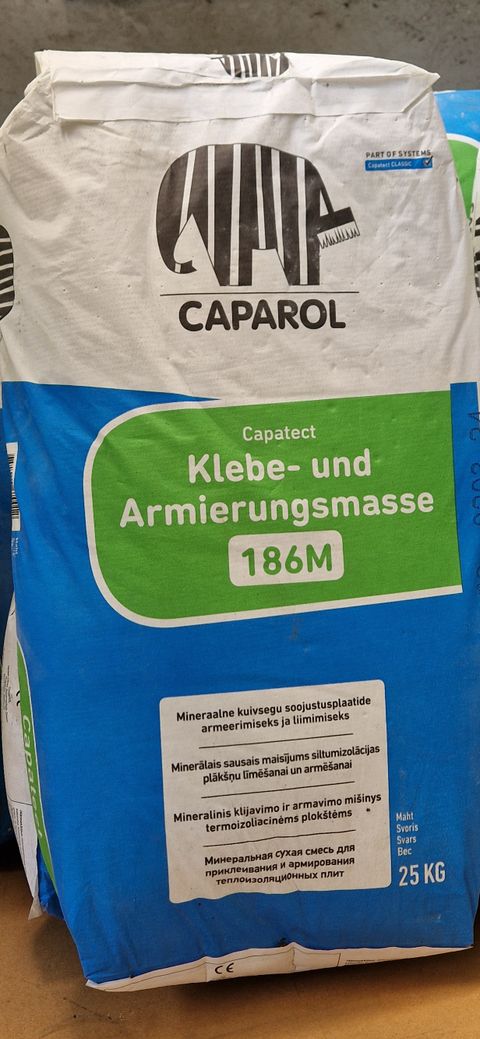 PART OF SYSTEMS
Capatect CLASSIC
CAPAROL
Capatect
Klebe- und
Armierungsmasse
186M
Mineraalne kuivsegu soojustusplaatide
armeerimiseks ja liimimiseks
Minerālais sausais maisījums siltumizolācijas
plākšņu līmēšanai un armēšanai
Mineralinis klijavimo ir armavimo mišinys
termoizoliacinėms plokštėms
Минеральная сухая смесь для
приклеивания и армирования
теплоизоляционных плит
Maht
Svoris
Svars
Вес
25 KG
Capatect
CE